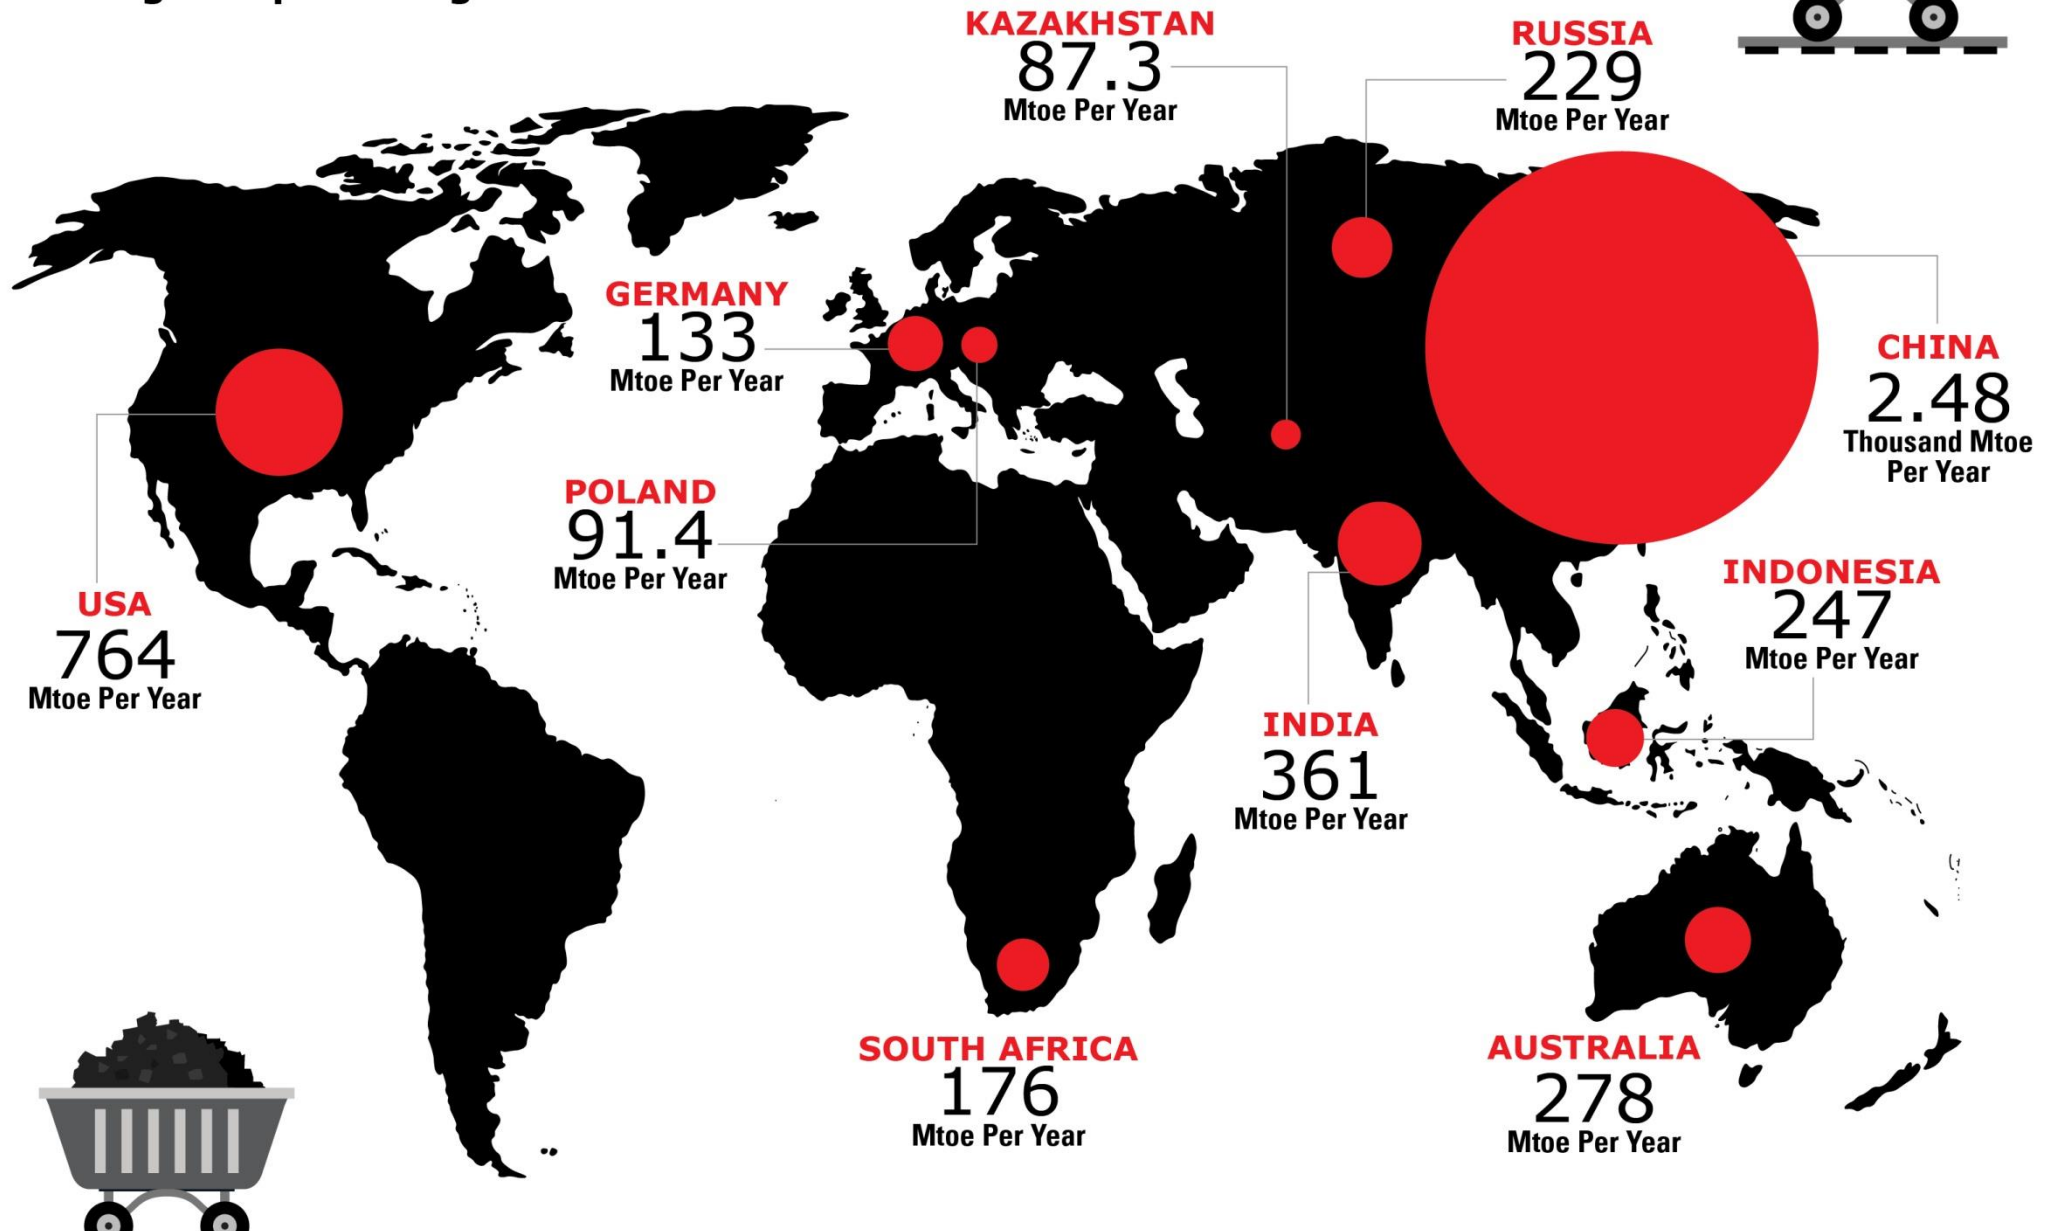 KAZAKHSTAN
87.3
Mtoe Per Year
RUSSIA
229
Mtoe Per Year
GERMANY
133
Mtoe Per Year
CHINA
2.48
Thousand Mtoe
Per Year
POLAND
91.4
Mtoe Per Year
USA
764
Mtoe Per Year
INDONESIA
247
Mtoe Per Year
INDIA
361
Mtoe Per Year
SOUTH AFRICA
176
Mtoe Per Year
AUSTRALIA
278
Mtoe Per Year